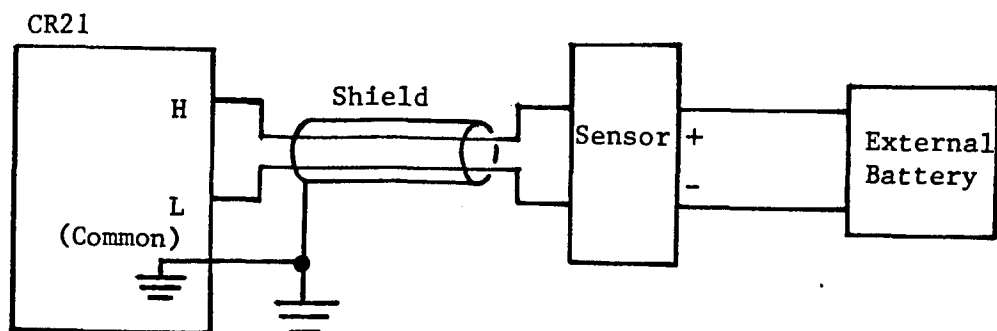 CR21
H
Shield
L
(Common)
Sensor
+
-
External
Battery